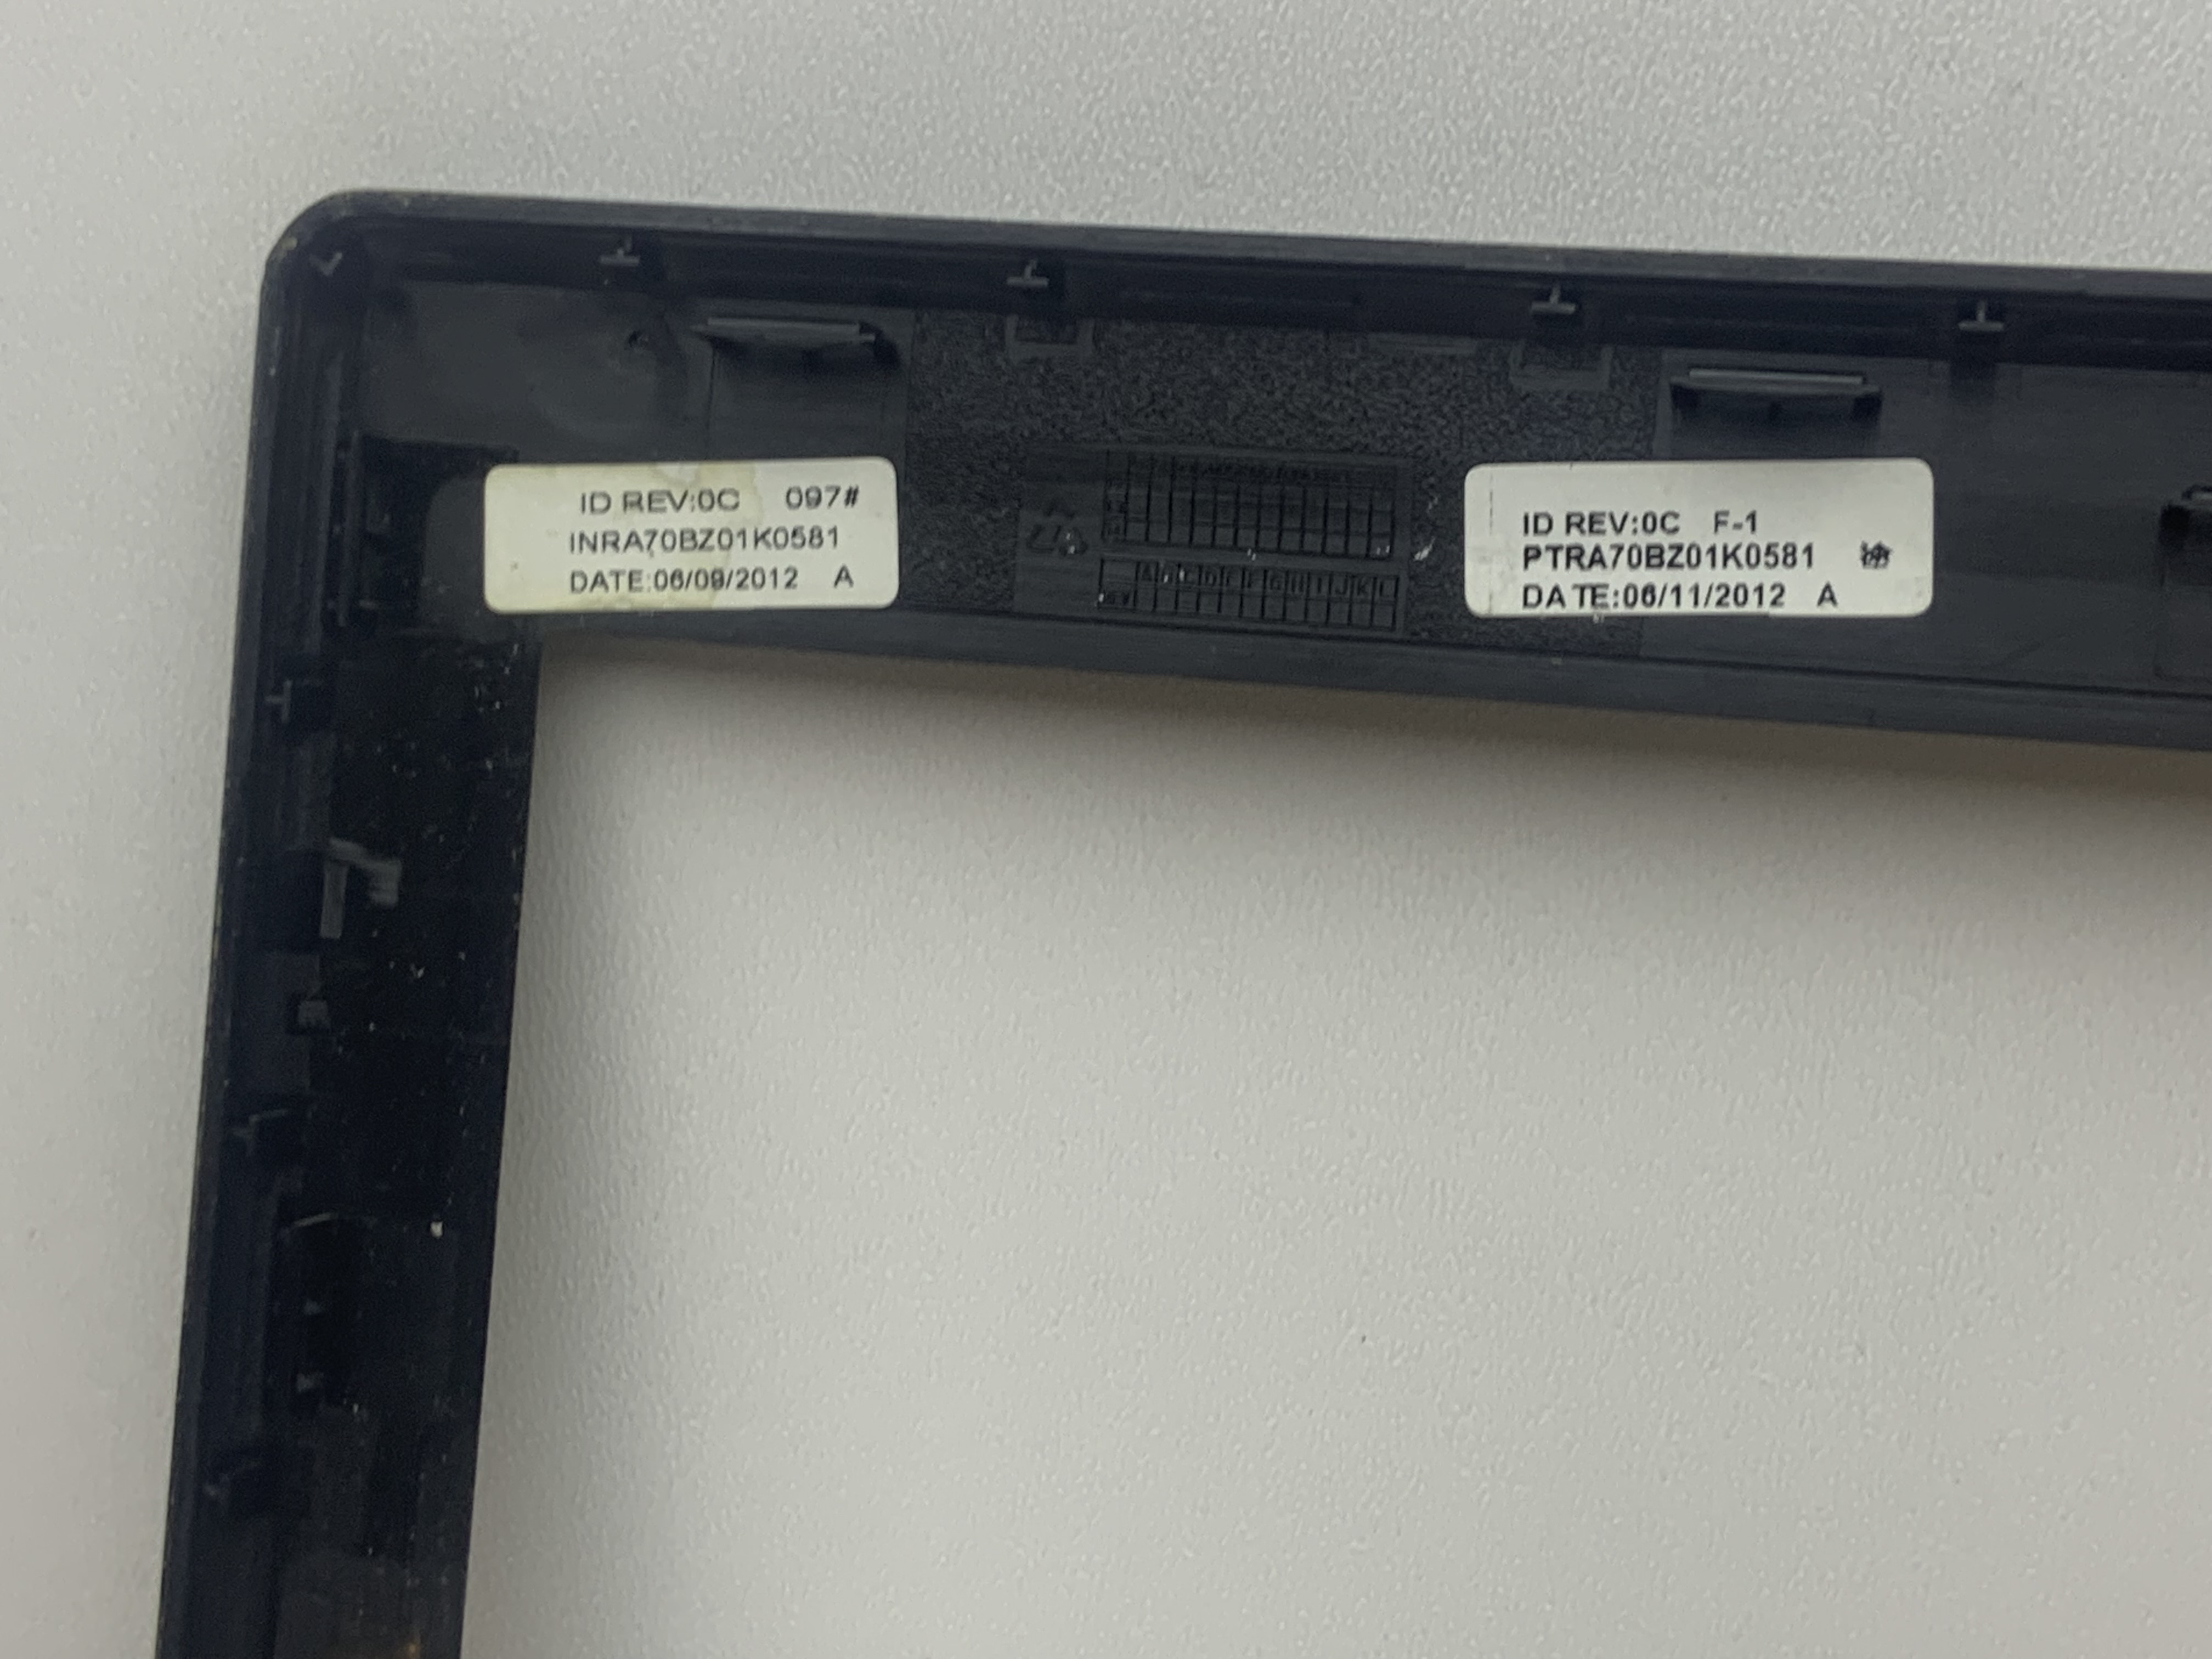 ID REV:0C 097#
INRA70BZ01K0581
DATE:06/09/2012 A
ID REV:0C F-1
PTRA70BZ01K0581
DATE:06/11/2012 A